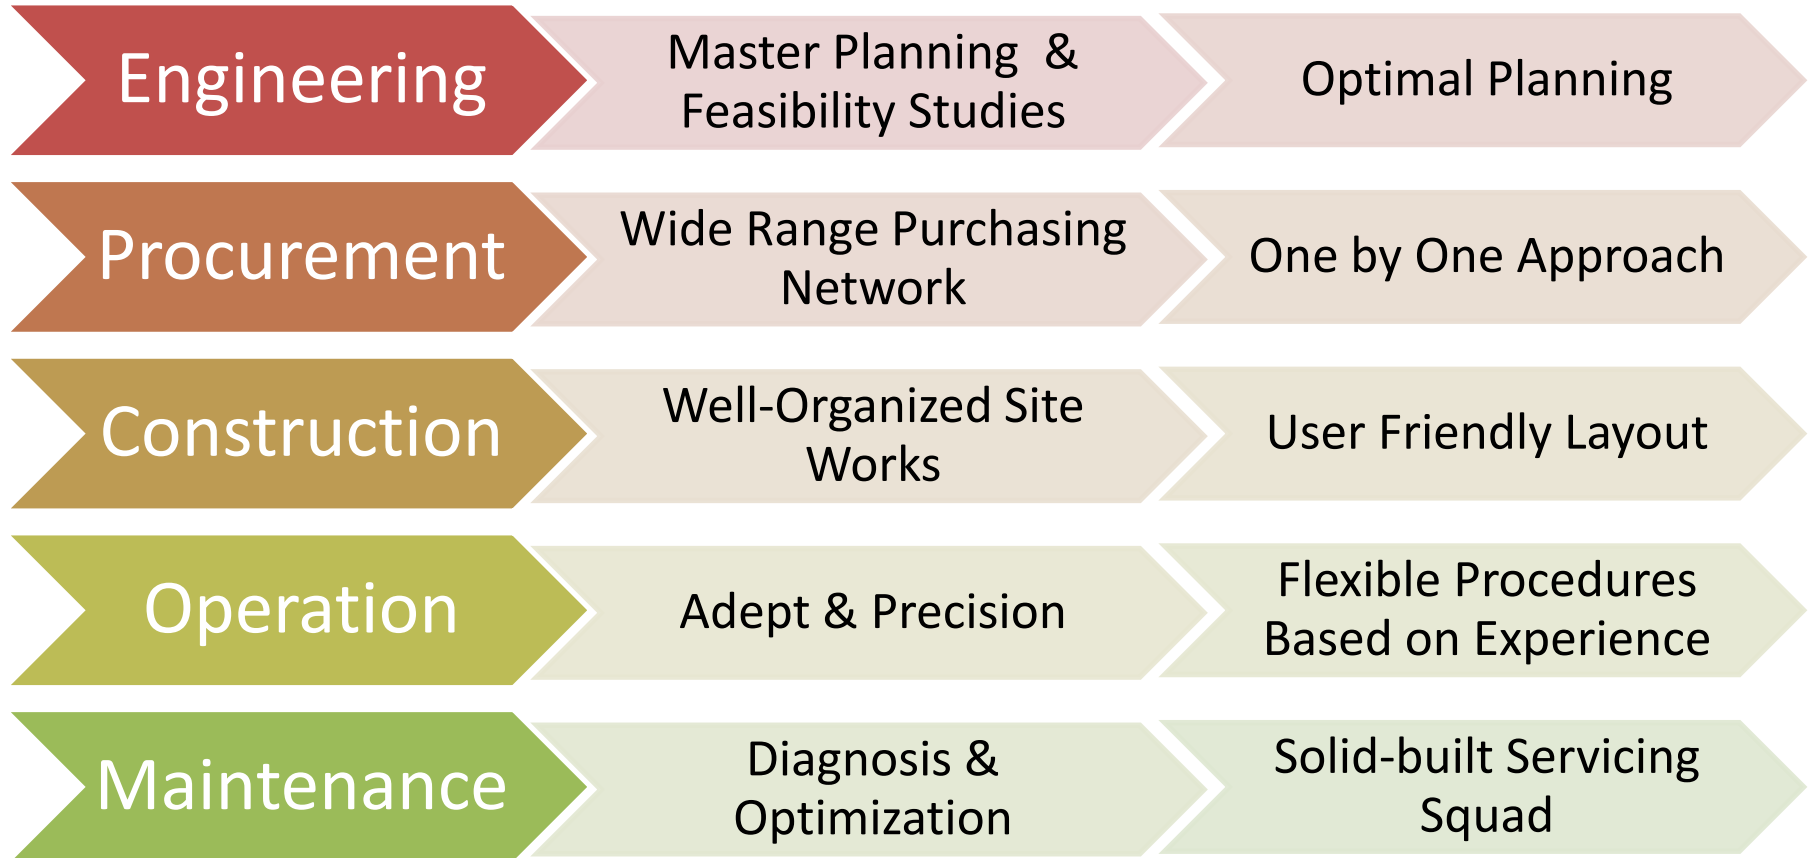 Engineering
Master Planning & 
Feasibility Studies
Optimal Planning
Procurement
Wide Range Purchasing
Network
One by One Approach
Construction
Well-Organized Site
Works
User Friendly Layout
Operation
Adept & Precision
Flexible Procedures
Based on Experience
Maintenance
Diagnosis &
Optimization
Solid-built Servicing
Squad